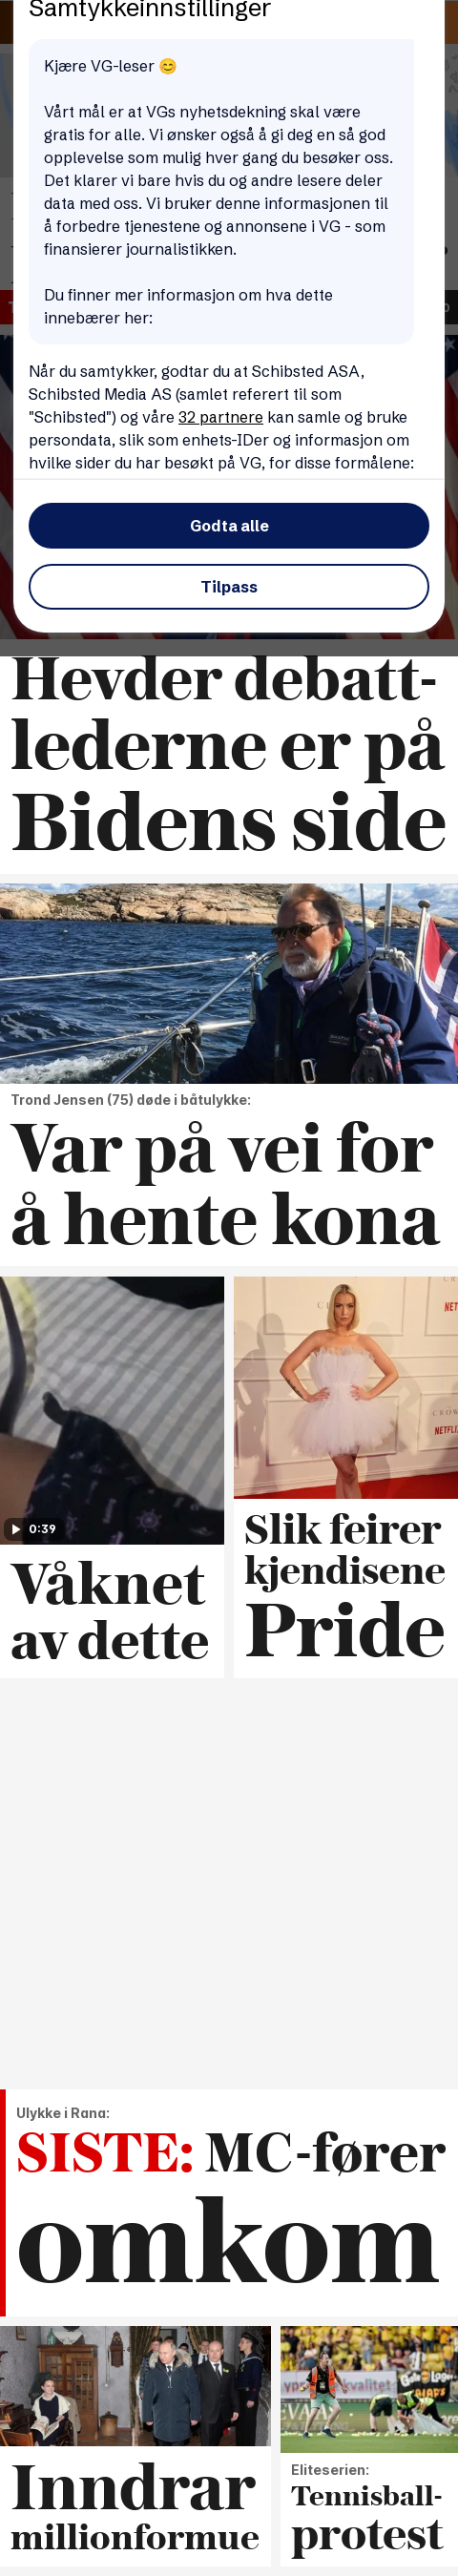 Samtykkeinnstillinger
Kjære VG-leser 😊
Vårt mål er at VGs nyhetsdekning skal være
gratis for alle. Vi ønsker også å gi deg en så god
opplevelse som mulig hver gang du besøker oss.
Det klarer vi bare hvis du og andre lesere deler
data med oss. Vi bruker denne informasjonen til
å forbedre tjenestene og annonsene i VG - som
finansierer journalistikken.
Du finner mer informasjon om hva dette
innebærer her:
Når du samtykker, godtar du at Schibsted ASA,
Schibsted Media AS (samlet referert til som
"Schibsted") og våre 32 partnere kan samle og bruke
persondata, slik som enhets-IDer og informasjon om
hvilke sider du har besøkt på VG, for disse formålene:
Godta alle
Tilpass
Hevder debatt-
lederne er på
Bidens side
Trond Jensen (75) døde i båtulykke:
Var på vei for
å hente kona
0:39
Våknet
av dette
NETFLIX
Slik feirer
kjendisene
Pride
Ulykke i Rana:
SISTE: MC-fører
omkom
Inndrar
millionformue
Eliteserien:
Tennisball-
protest